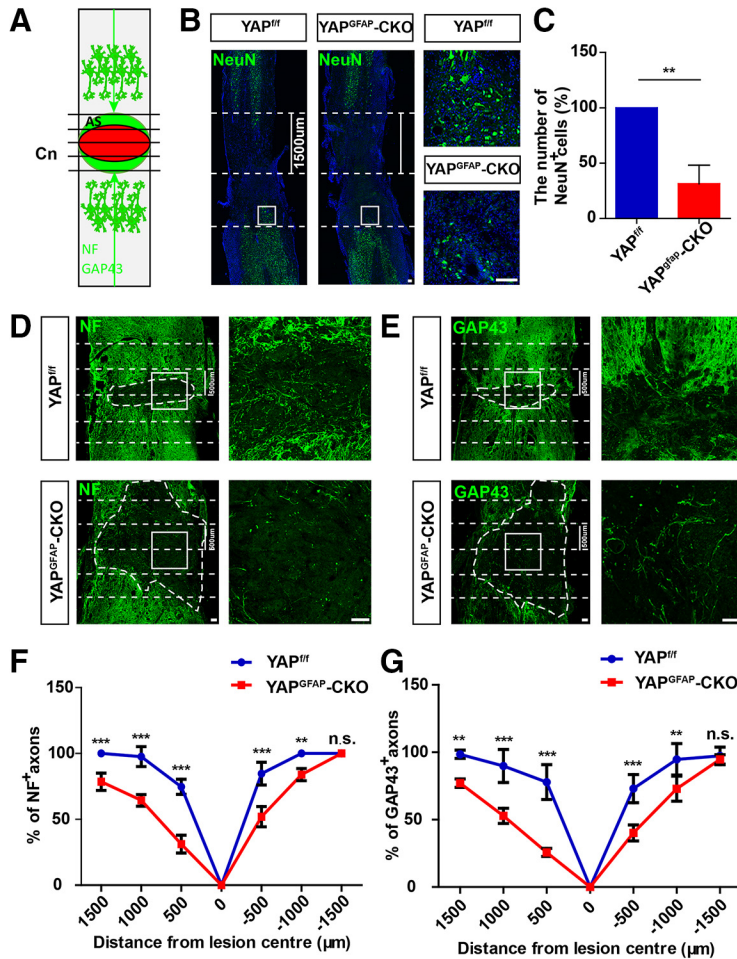 A
AS
Cn
NF
GAP43
B
YAPf/f
YAPGFAP-CKO
YAPf/f
NeuN
1500um
YAPGFAP-CKO
C
The number of
NeuN+cells (%)
150
100
50
0
**
YAPf/f
YAPgfap-CKO
D
YAPf/f
NF
500um
YAPGFAP-CKO
NF
500um
E
YAPf/f
GAP43
500um
YAPGFAP-CKO
GAP43
500um
F
YAPf/f
YAPGFAP-CKO
% of NF+axons
150
100
50
0
*** *** *** *** ** n.s.
1500 1000 500 0 -500 -1000 -1500
Distance from lesion centre (µm)
G
YAPf/f
YAPGFAP-CKO
% of GAP43+axons
150
100
50
0
** *** *** *** ** n.s.
1500 1000 500 0 -500 -1000 -1500
Distance from lesion centre (µm)